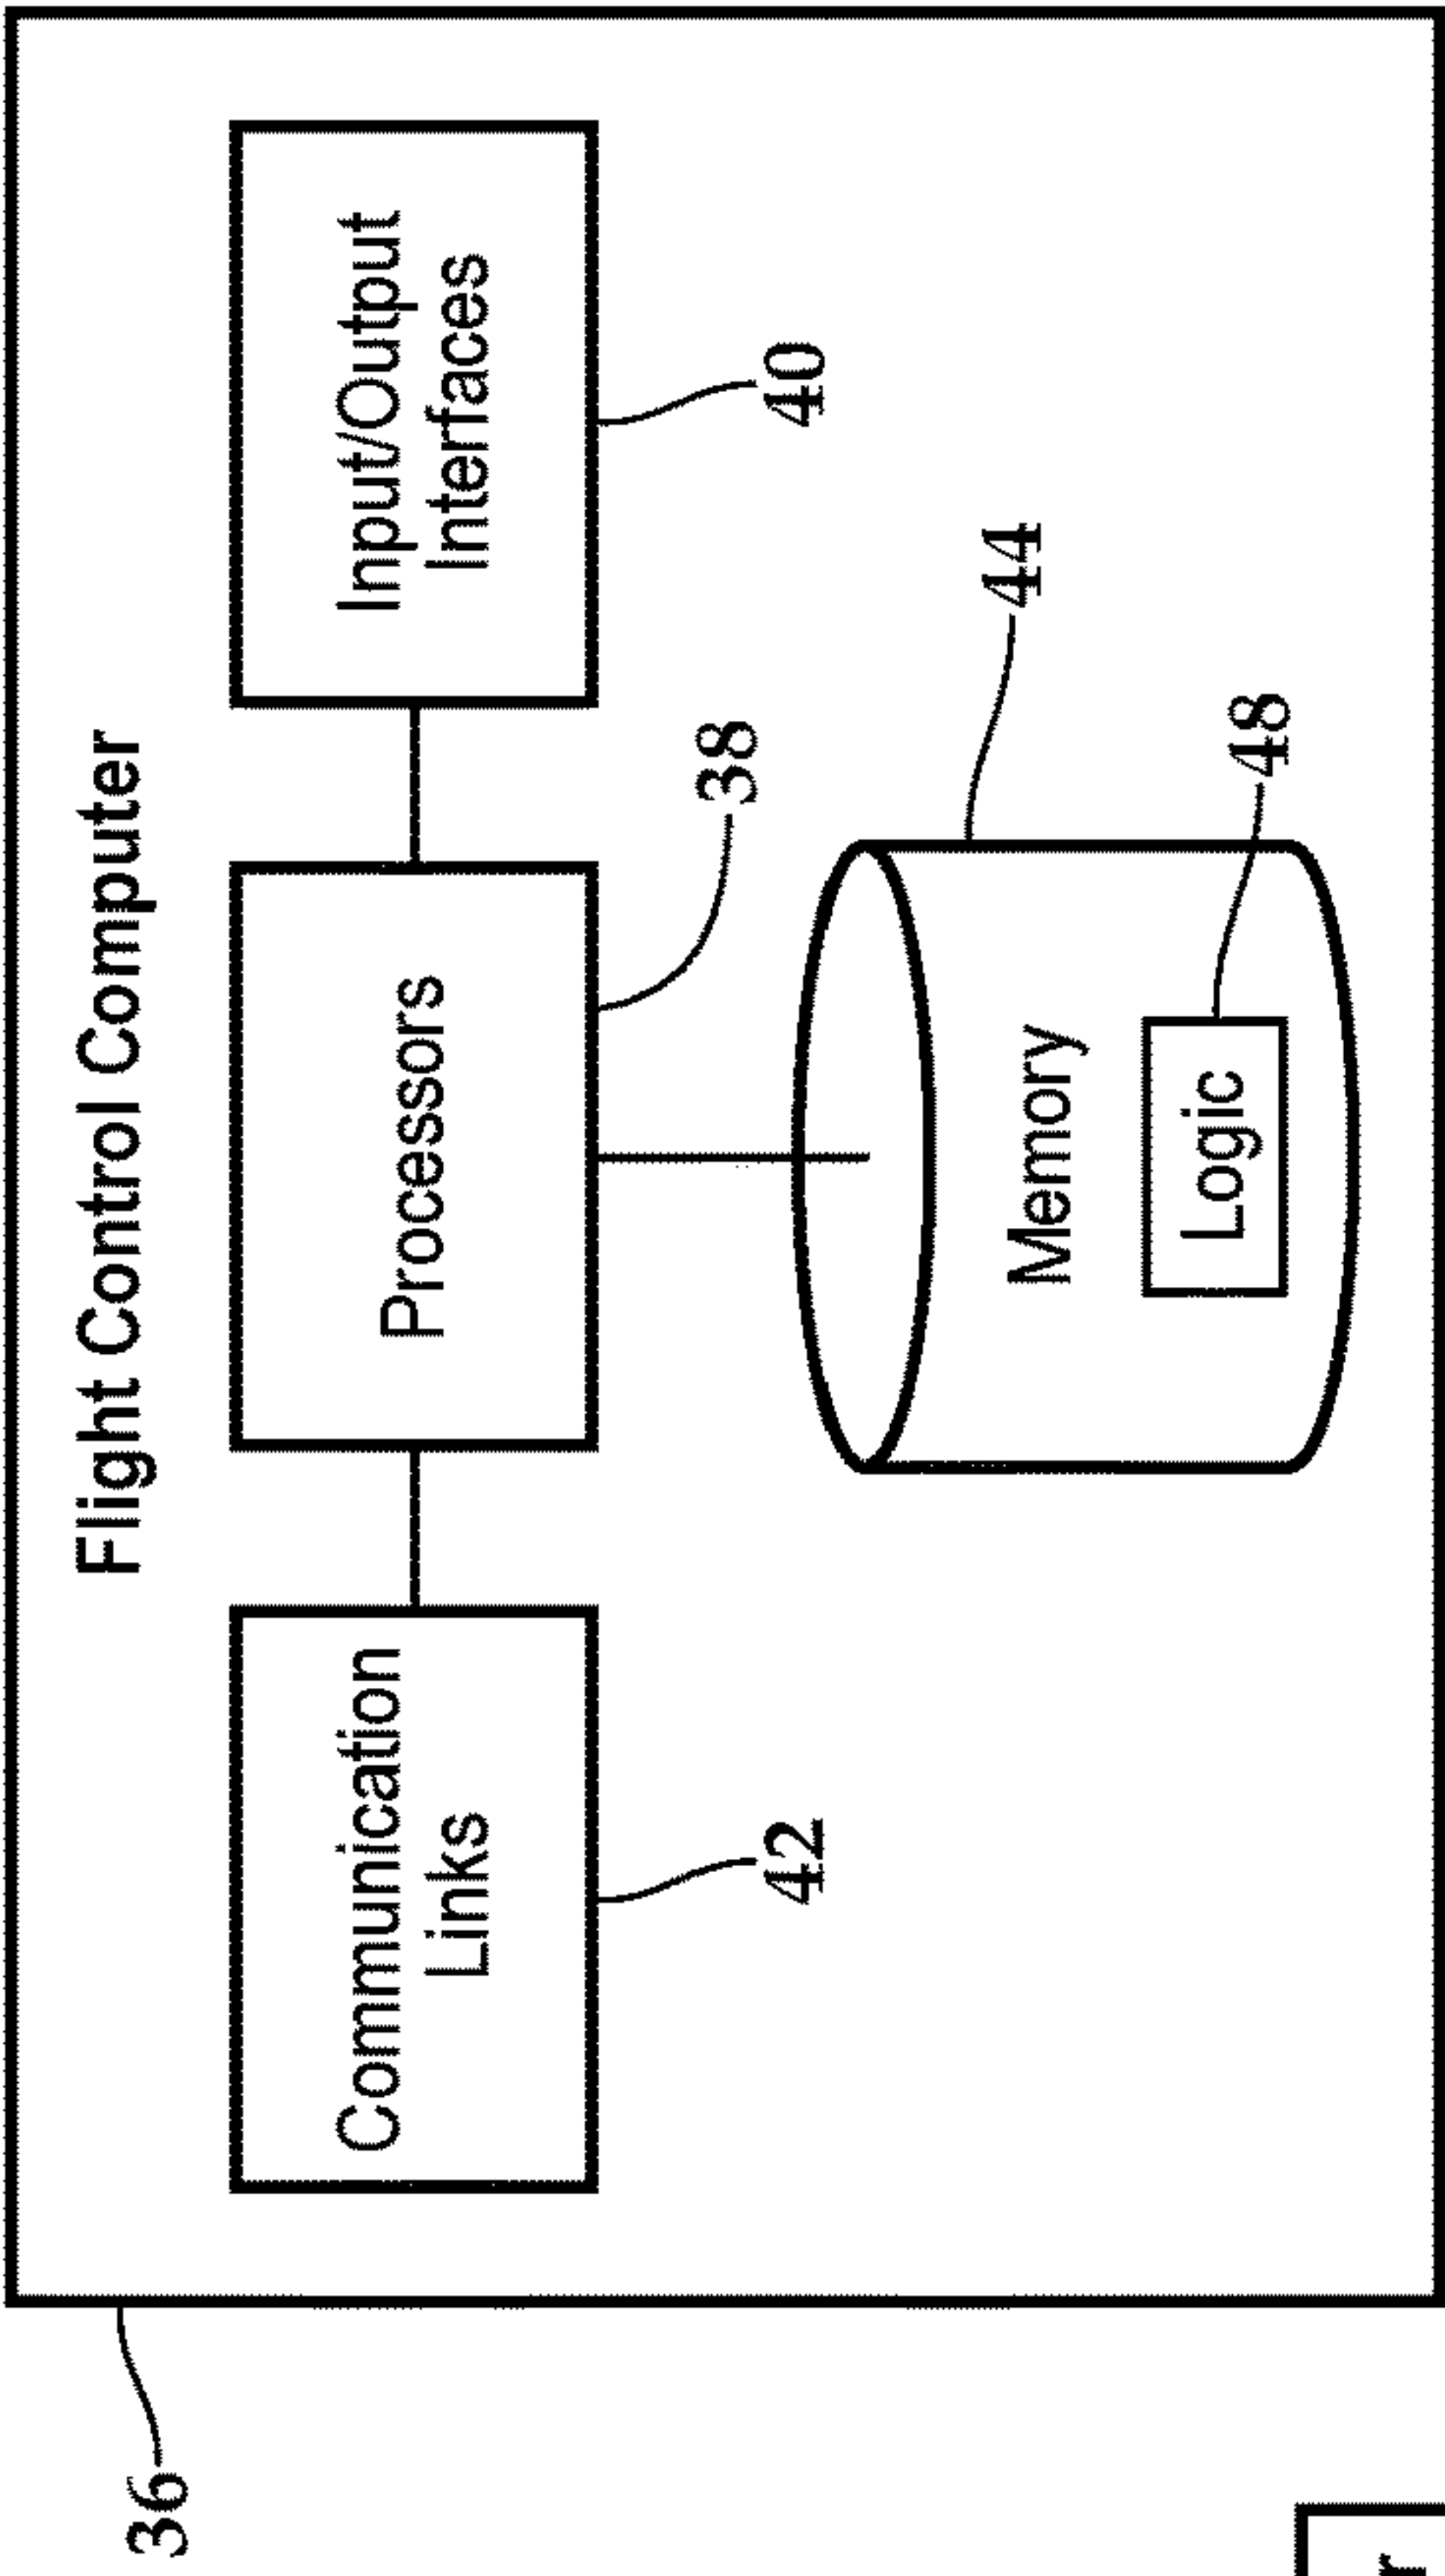 Flight Control Computer
36
Communication
Links
Processors
Input/Output
Interfaces
42
38
40
44
Memory
48
Logic
r